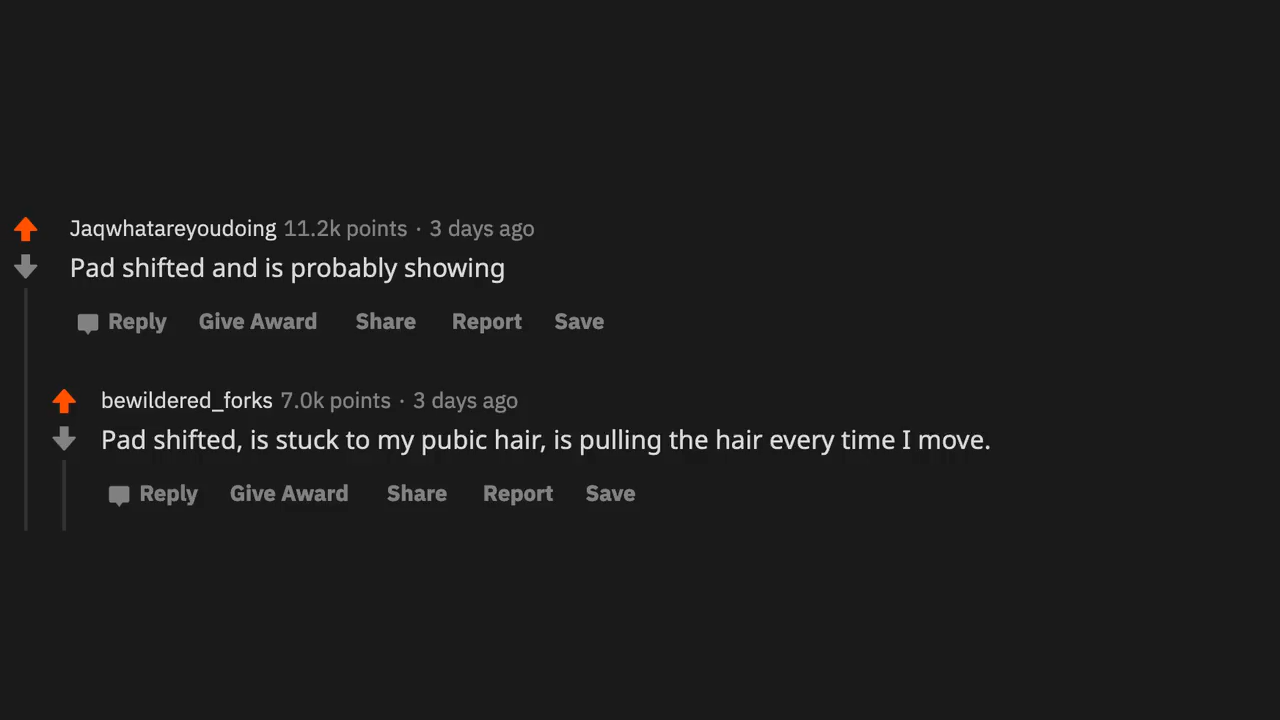 Jaqwhatareyoudoing 11.2k points · 3 days ago
Pad shifted and is probably showing
Reply Give Award Share Report Save
bewildered_forks 7.0k points · 3 days ago
Pad shifted, is stuck to my pubic hair, is pulling the hair every time I move.
Reply Give Award Share Report Save